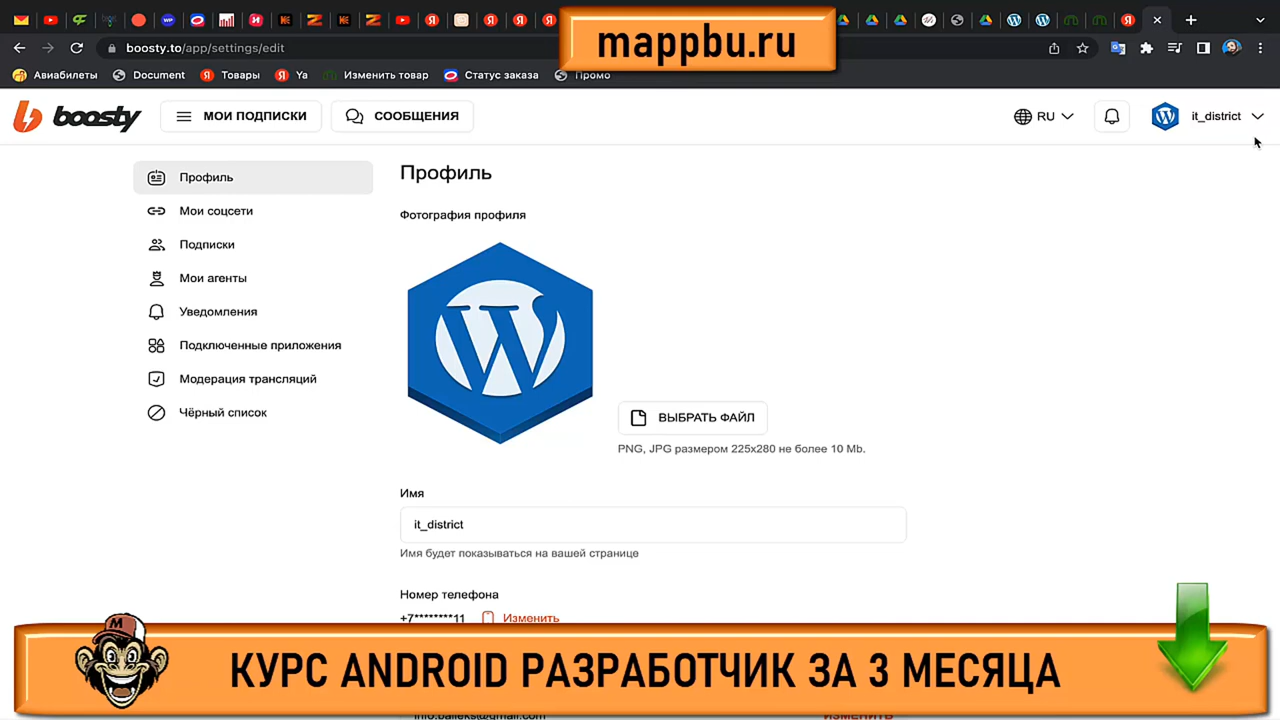 mappbu.ru
boosty.to/app/settings/edit
Авиабилеты Document Товары Ya Изменить товар Статус заказа Промо
boosty МОИ ПОДПИСКИ СООБЩЕНИЯ RU it_district
Профиль
Мои соцсети
Подписки
Мои агенты
Уведомления
Подключенные приложения
Модерация трансляций
Чёрный список
Профиль
Фотография профиля
ВЫБРАТЬ ФАЙЛ
PNG, JPG размером 225x280 не более 10 Mb.
Имя
it_district
Имя будет показываться на вашей странице
Номер телефона
+7********11 Изменить
КУРС ANDROID РАЗРАБОТЧИК ЗА 3 МЕСЯЦА